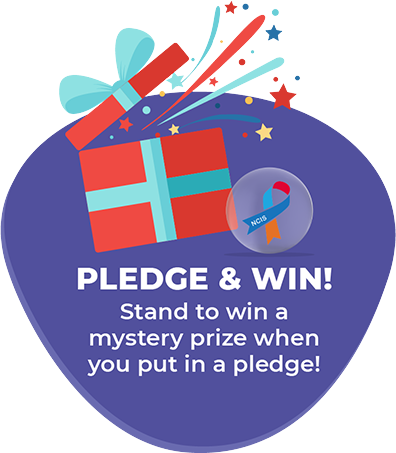 NCIS
PLEDGE & WIN!
Stand to win a
mystery prize when
you put in a pledge!